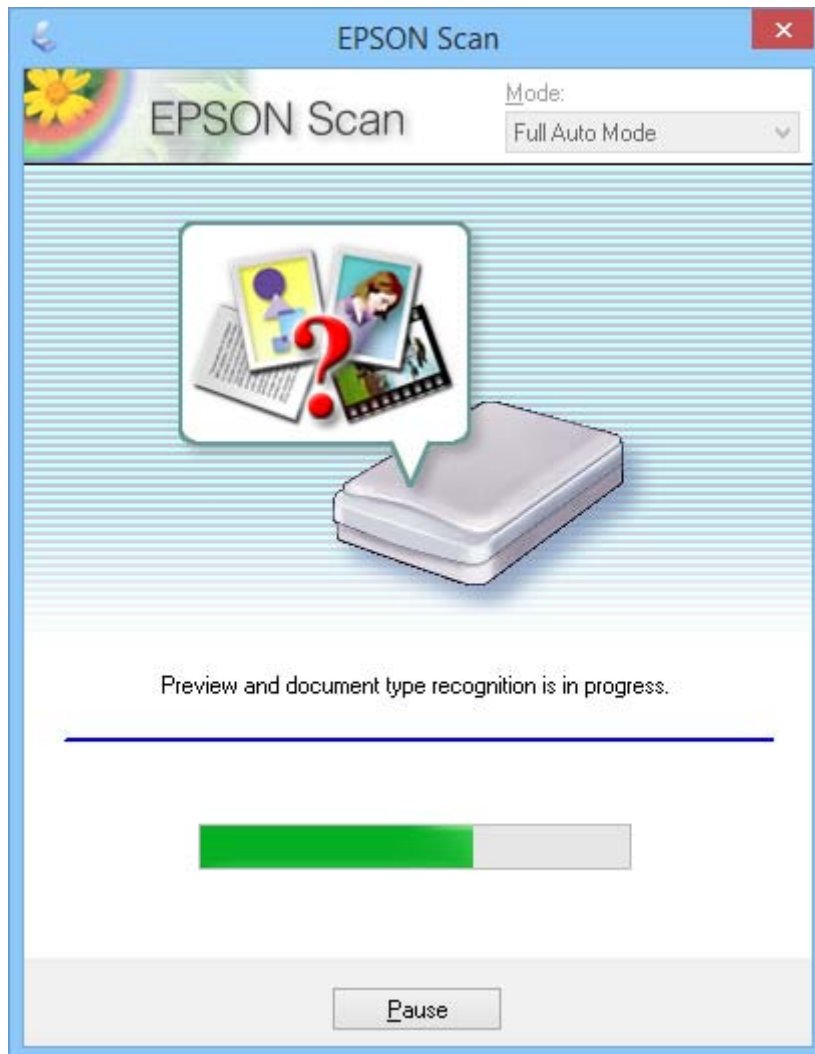 EPSON Scan
EPSON Scan
Mode:
Full Auto Mode
Preview and document type recognition is in progress.
Pause